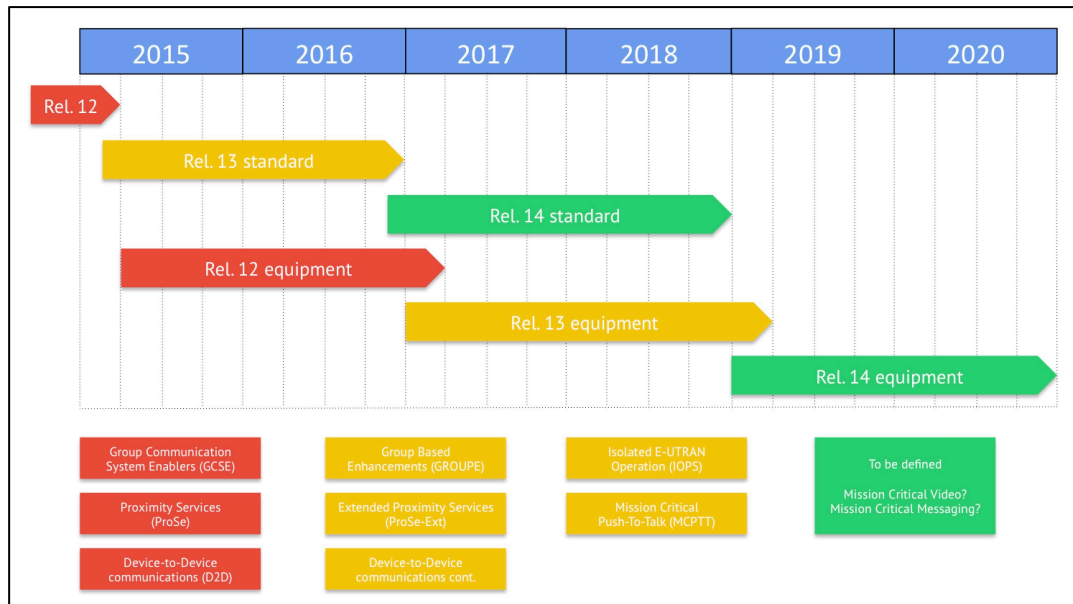 2015 2016 2017 2018 2019 2020
Rel. 12
Rel. 13 standard
Rel. 14 standard
Rel. 12 equipment
Rel. 13 equipment
Rel. 14 equipment
Group Communication
System Enablers (GCSE)
Proximity Services
(ProSe)
Device-to-Device
communications (D2D)
Group Based
Enhancements (GROUPE)
Extended Proximity Services
(ProSe-Ext)
Device-to-Device
communications cont.
Isolated E-UTRAN
Operation (IOPS)
Mission Critical
Push-To-Talk (MCPTT)
To be defined
Mission Critical Video?
Mission Critical Messaging?